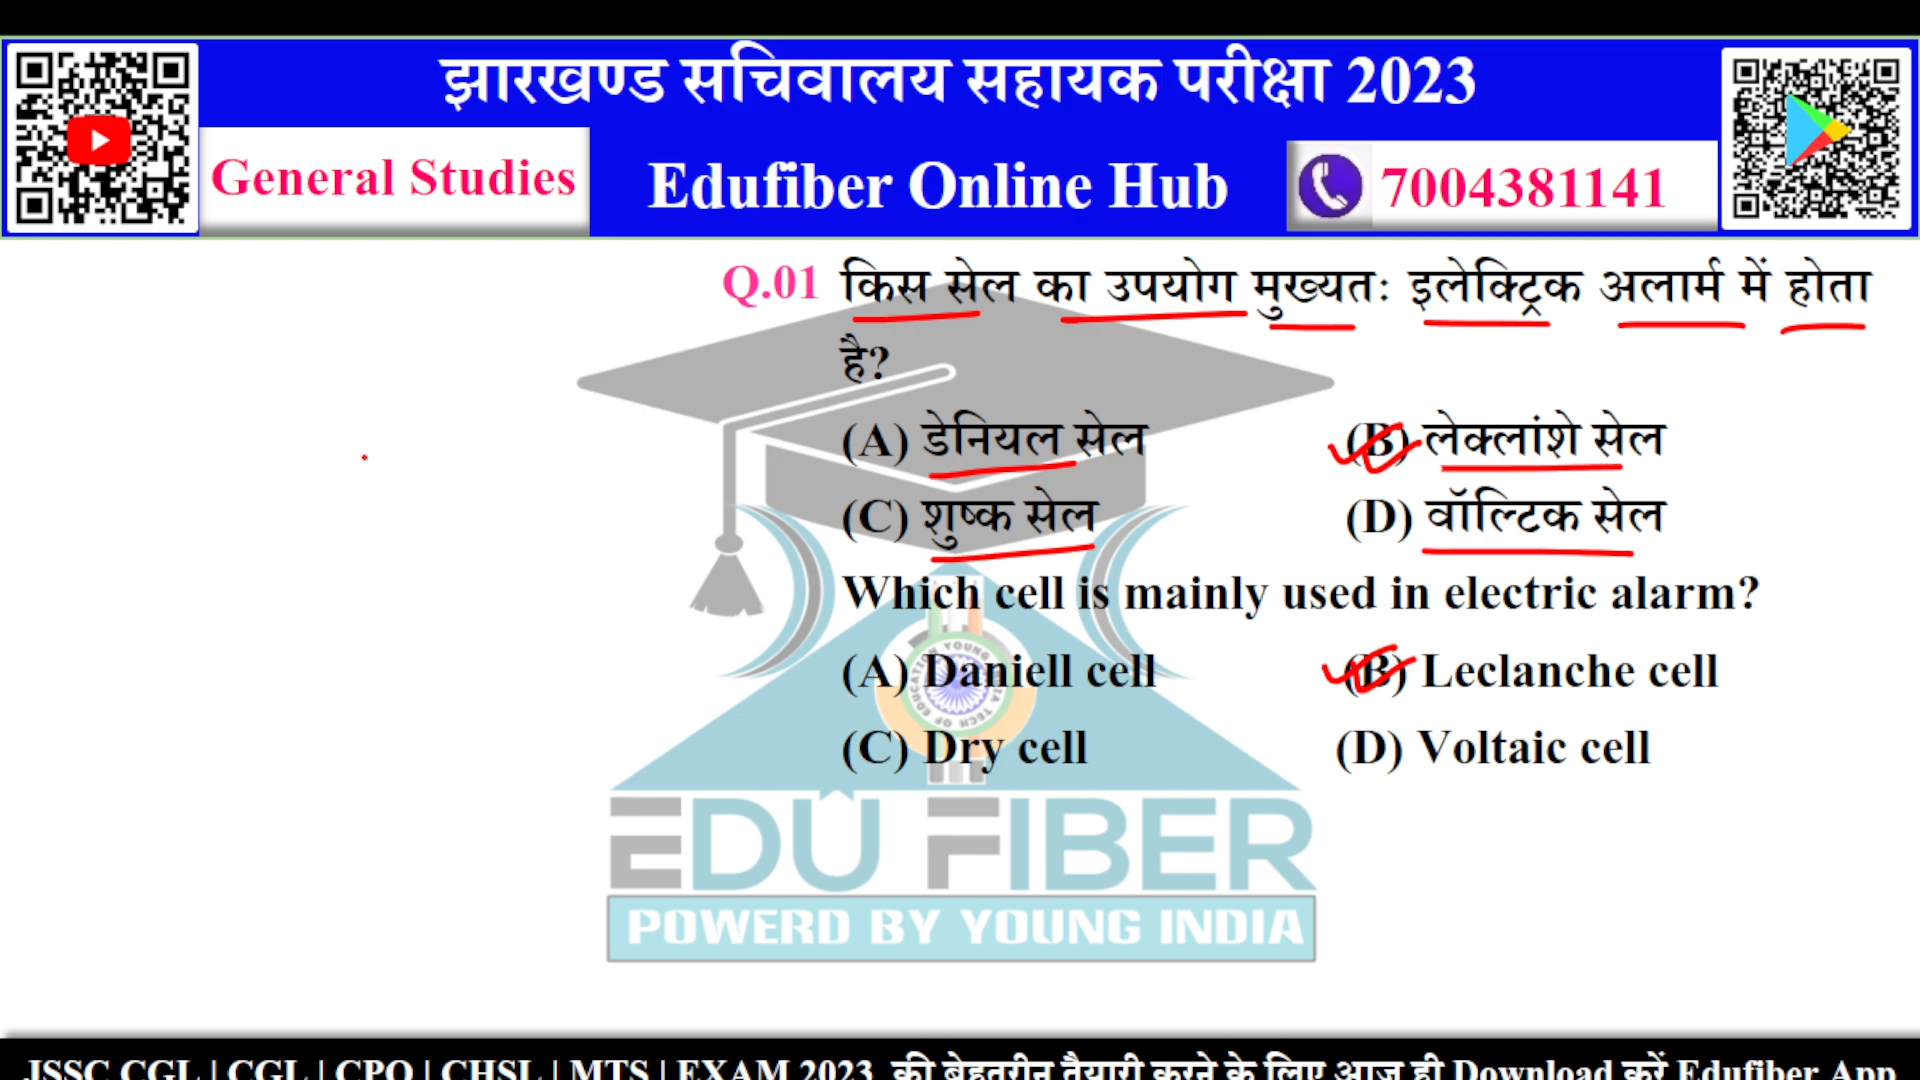 झारखण्ड सचिवालय सहायक परीक्षा 2023
General Studies
Edufiber Online Hub
7004381141
Q.01 किस सेल का उपयोग मुख्यतः इलेक्ट्रिक अलार्म में होता
है?
(A) डेनियल सेल (B) लेक्लांशे सेल
(C) शुष्क सेल (D) वॉल्टिक सेल
Which cell is mainly used in electric alarm?
(A) Daniell cell (B) Leclanche cell
(C) Dry cell (D) Voltaic cell
EDU FIBER
POWERD BY YOUNG INDIA
JSSC CGL | CGL | CPO | CHSL | MTS | EXAM 2023 की बेहतरीन तैयारी करने के लिए आज ही Download करें Edufiber App